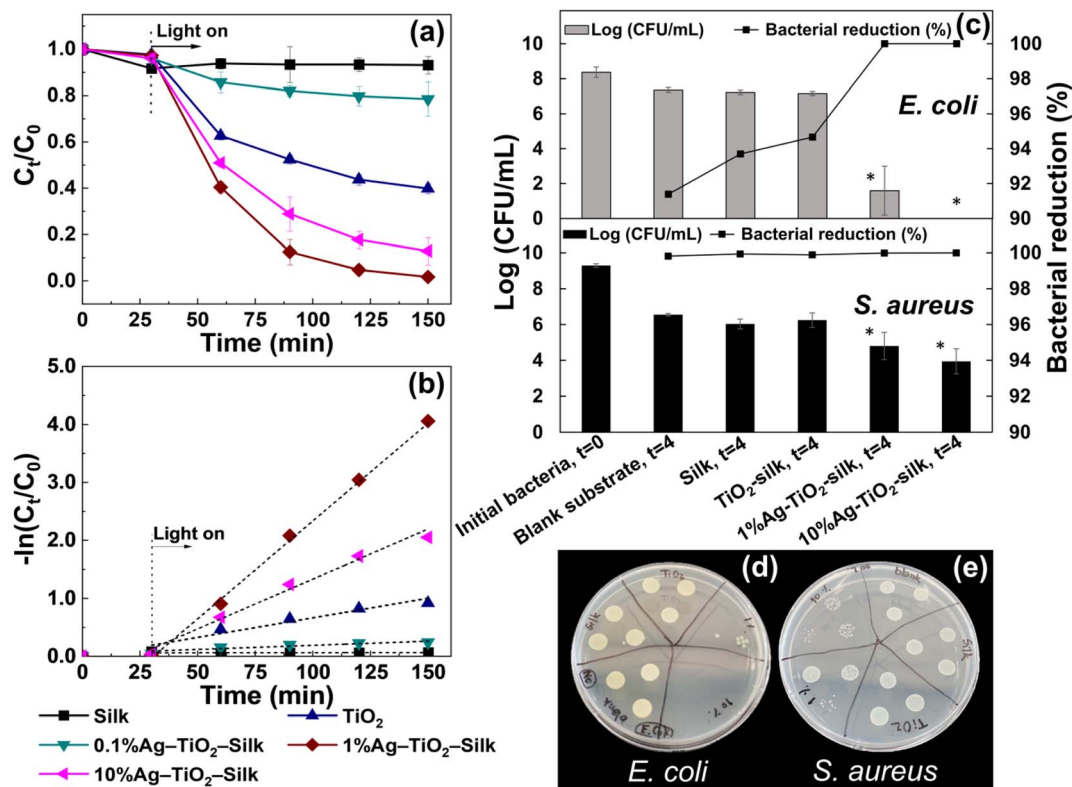 (a)
Light on
Ct/C0
1.0
0.8
0.6
0.4
0.2
0.0
0 25 50 75 100 125 150
Time (min)
(b)
Light on
-ln(Ct/C0)
5.0
4.0
3.0
2.0
1.0
0.0
0 25 50 75 100 125 150
Time (min)
Silk
TiO2
0.1%Ag–TiO2–Silk
1%Ag–TiO2–Silk
10%Ag–TiO2–Silk
(c)
Log (CFU/mL)
Bacterial reduction (%)
E. coli
*
*
10
8
6
4
2
0
100
98
96
94
92
90
Log (CFU/mL)
Bacterial reduction (%)
Log (CFU/mL)
Bacterial reduction (%)
S. aureus
*
*
10
8
6
4
2
0
100
98
96
94
92
90
Initial bacteria, t=0
Blank substrate, t=4
Silk, t=4
TiO2-silk, t=4
1%Ag-TiO2-silk, t=4
10%Ag-TiO2-silk, t=4
(d)
TiO2
Silk
1%
blank
10%
E. coli
(e)
blank
10%
Silk
1%
TiO2
S. aureus